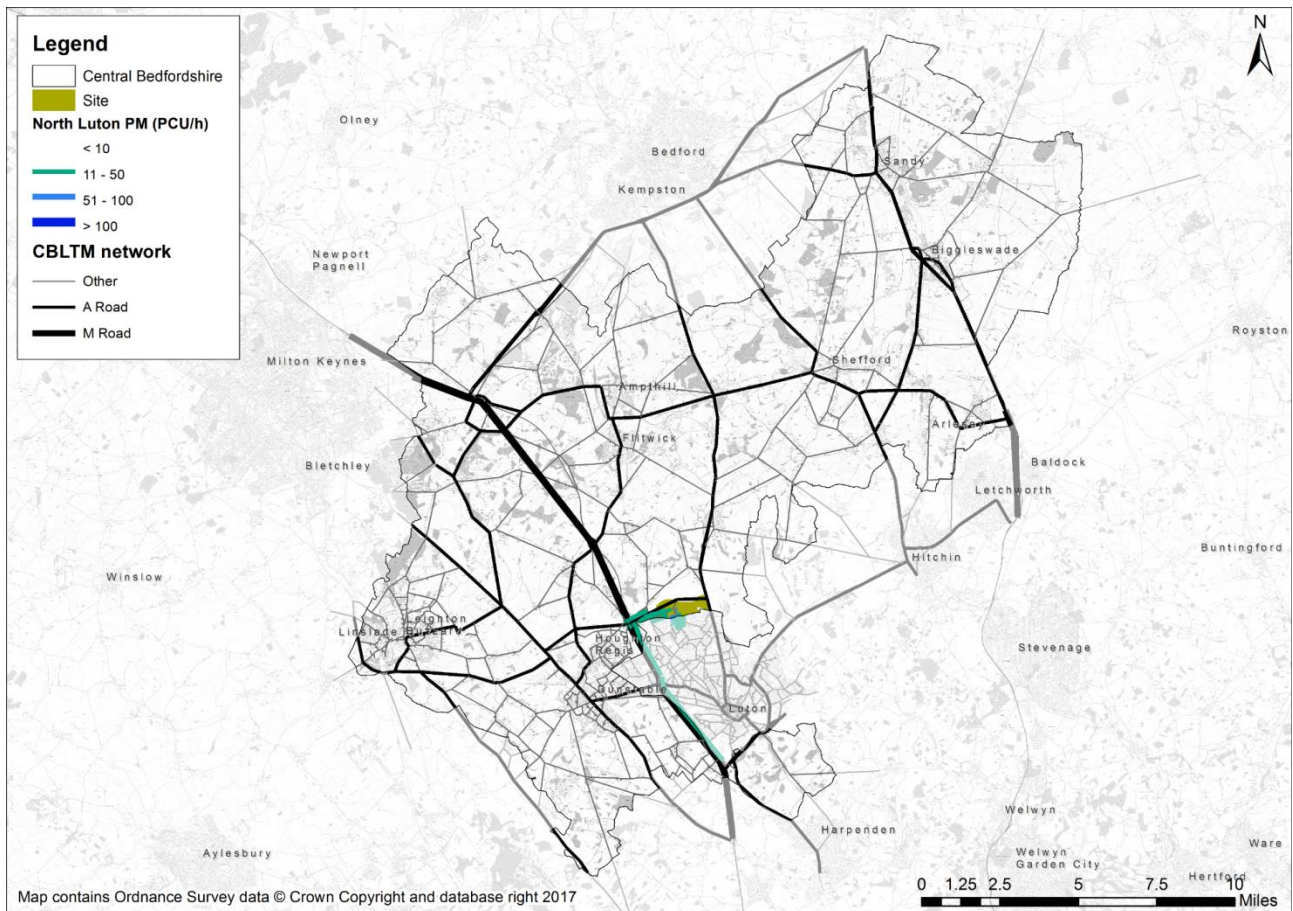 Legend
Central Bedfordshire
Site
North Luton PM (PCU/h)
< 10
11 - 50
51 - 100
> 100
CBLTM network
Other
A Road
M Road
N
Olney
Bedford
Kempston
Sandy
Newport
Pagnell
Biggleswade
Royston
Milton Keynes
Shefford
Ampthill
Arlesey
Flitwick
Bletchley
Baldock
Letchworth
Buntingford
Hitchin
Winslow
Leighton
Linslade Buzzard
Houghton
Regis
Stevenage
Dunstable
Luton
Welwyn
Harpenden
Ware
Aylesbury
Welwyn
Garden City
Hertford
0 1.25 2.5 5 7.5 10
Miles
Map contains Ordnance Survey data © Crown Copyright and database right 2017